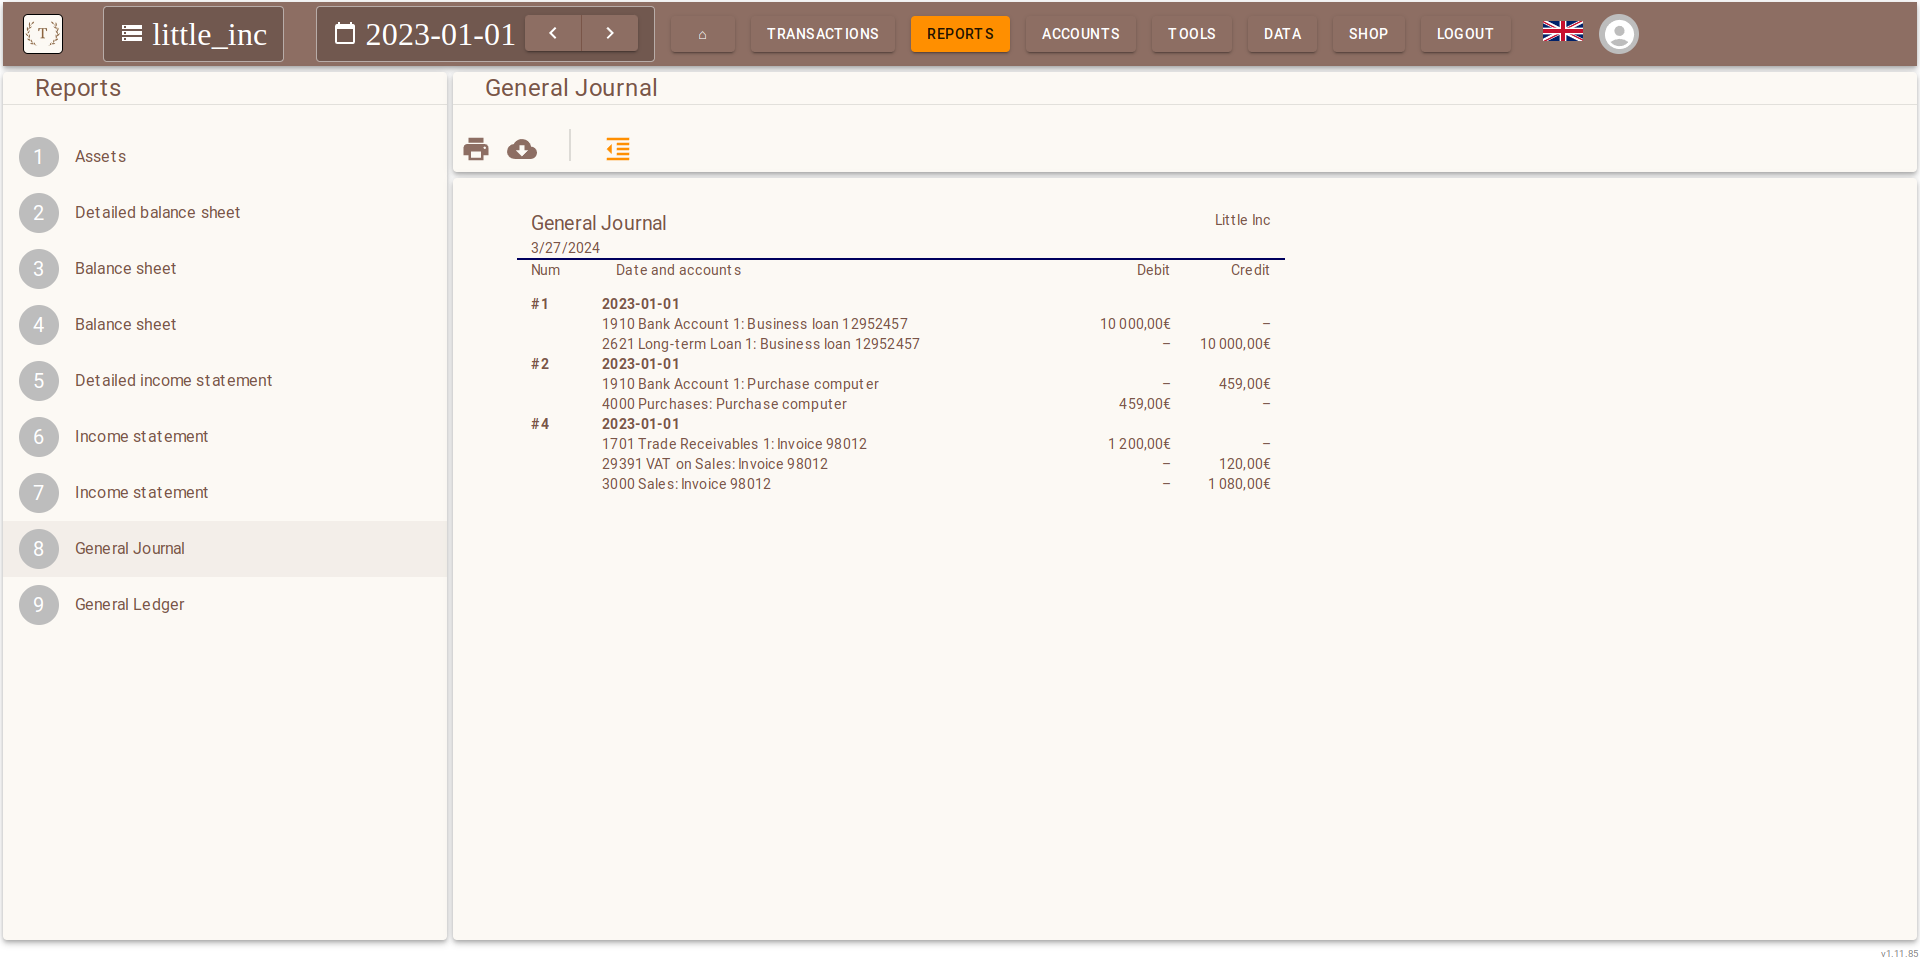 T
little_inc
2023-01-01
⌂
TRANSACTIONS
REPORTS
ACCOUNTS
TOOLS
DATA
SHOP
LOGOUT
Reports
1 Assets
2 Detailed balance sheet
3 Balance sheet
4 Balance sheet
5 Detailed income statement
6 Income statement
7 Income statement
8 General Journal
9 General Ledger
General Journal
General Journal Little Inc
3/27/2024
Num Date and accounts Debit Credit
#1 2023-01-01
1910 Bank Account 1: Business loan 12952457 10 000,00€ –
2621 Long-term Loan 1: Business loan 12952457 – 10 000,00€
#2 2023-01-01
1910 Bank Account 1: Purchase computer – 459,00€
4000 Purchases: Purchase computer 459,00€ –
#4 2023-01-01
1701 Trade Receivables 1: Invoice 98012 1 200,00€ –
29391 VAT on Sales: Invoice 98012 – 120,00€
3000 Sales: Invoice 98012 – 1 080,00€
v1.11.85